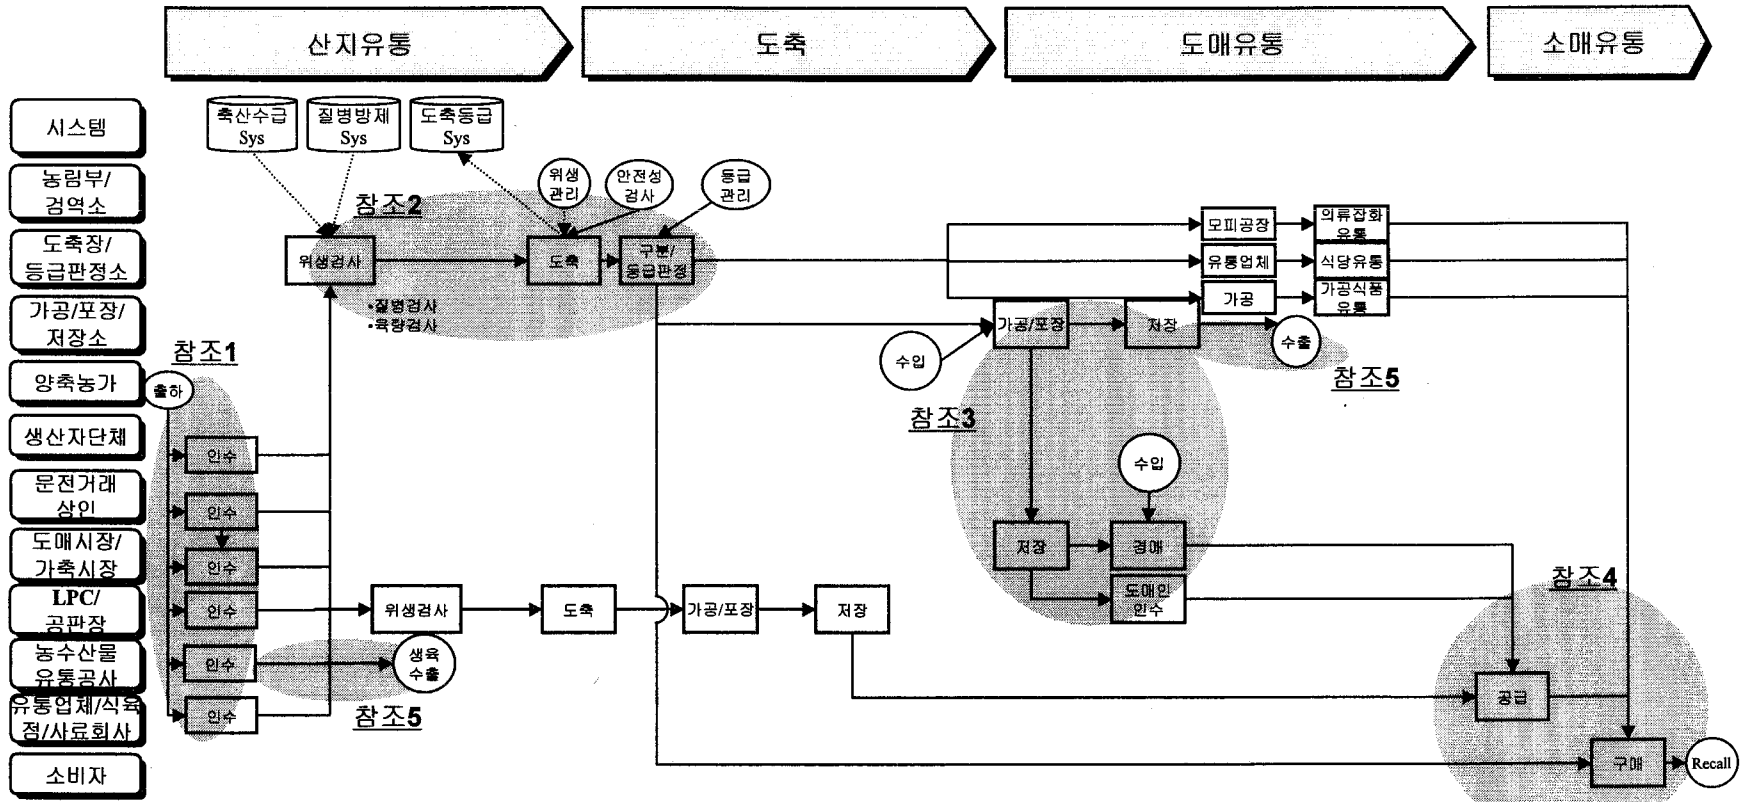 산지유통
도축
도매유통
소매유통
시스템
축산수급
Sys
질병방제
Sys
도축등급
Sys
농림부/
검역소
위생
관리
안전성
검사
등급
관리
참조2
도축장/
등급판정소
위생검사
도축
구분/
등급판정
모피공장
의류잡화
유통
유통업체
식당유통
가공
가공식품
유통
•질병검사
•육량검사
가공/포장/
저장소
가공/포장
저장
수입
수출
참조1
참조5
양축농가
출하
참조3
생산자단체
인수
수입
문전거래
상인
인수
도매시장/
가축시장
인수
저장
경매
도매인
인수
참조4
LPC/
공판장
인수
위생검사
도축
가공/포장
저장
농수산물
유통공사
인수
생육
수출
참조5
유통업체/식육
점/사료회사
인수
공급
소비자
구매
Recall